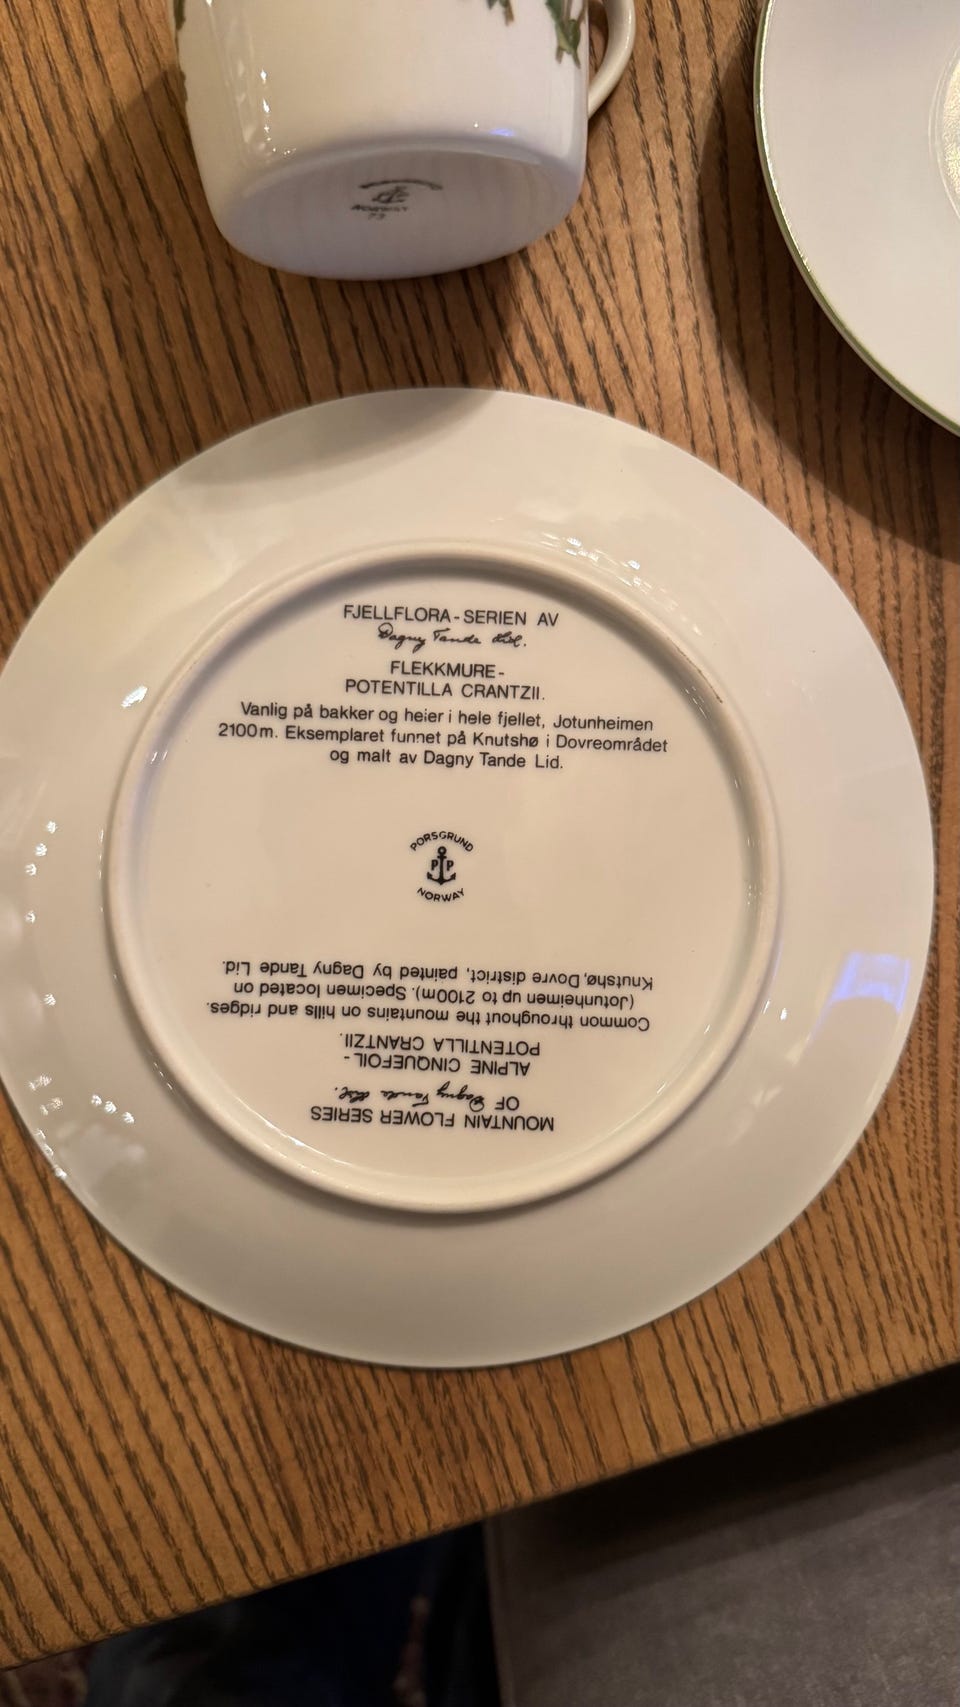 NORWAY
FJELLFLORA-SERIEN AV
Dagny Tande Lid.
FLEKKMURE-
POTENTILLA CRANTZII.
Vanlig på bakker og heier i hele fjellet, Jotunheimen
2100m. Eksemplaret funnet på Knutshø i Dovreområdet
og malt av Dagny Tande Lid.
PORSGRUND
P P
NORWAY
MOUNTAIN FLOWER SERIES
OF Dagny Tande Lid.
ALPINE CINQUEFOIL-
POTENTILLA CRANTZII.
Common throughout the mountains on hills and ridges.
(Jotunheimen up to 2100m). Specimen located on
Knutshø, Dovre district, painted by Dagny Tande Lid.